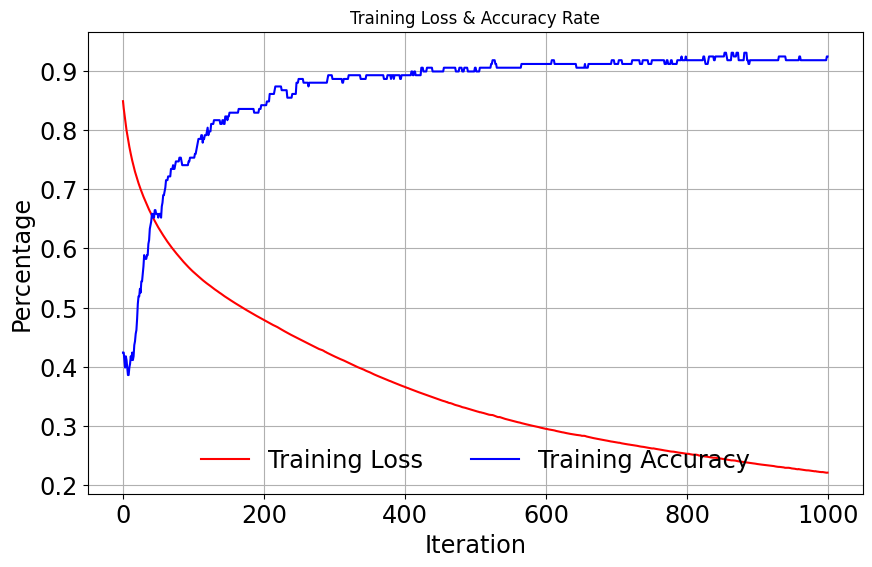 Training Loss & Accuracy Rate
0.9
0.8
0.7
0.6
0.5
0.4
0.3
0.2
Percentage
Training Loss Training Accuracy
0 200 400 600 800 1000
Iteration